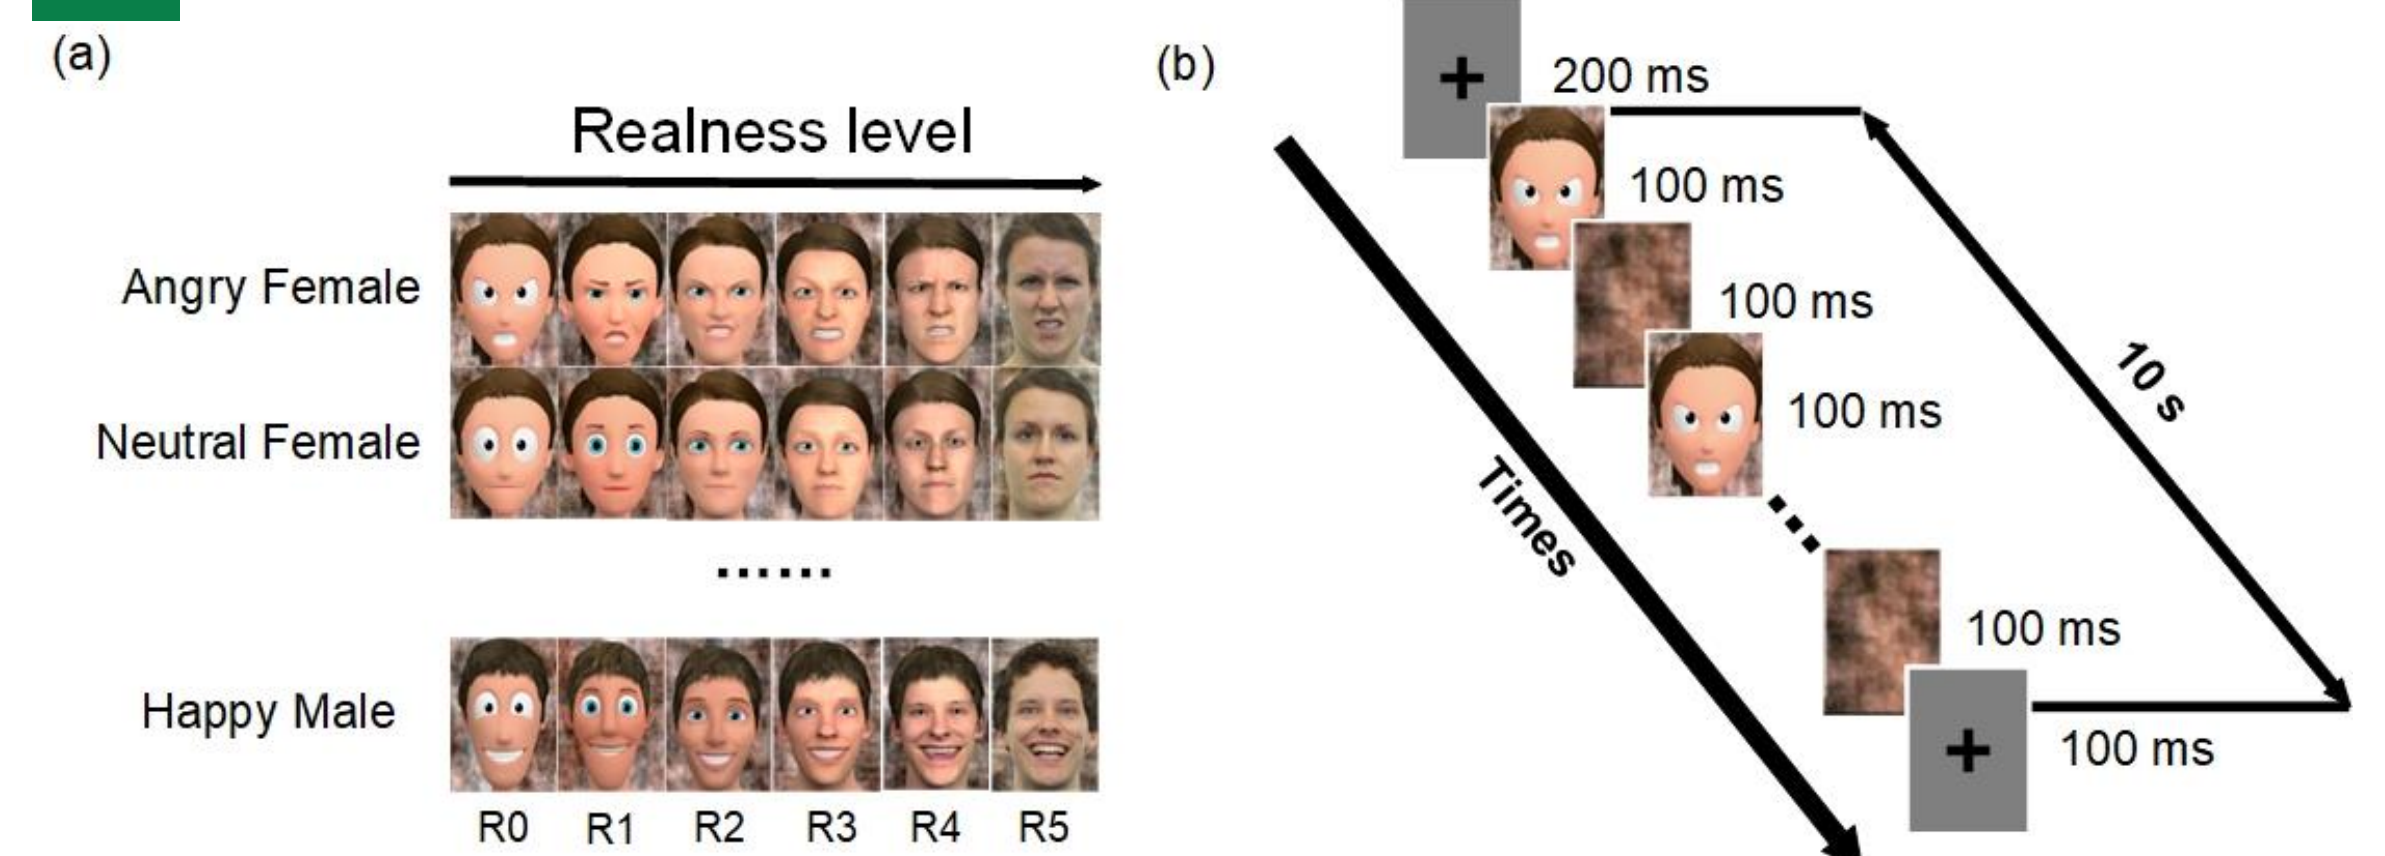 (a)
Realness level
Angry Female
Neutral Female
......
Happy Male
R0 R1 R2 R3 R4 R5
(b)
200 ms
100 ms
100 ms
100 ms
100 ms
100 ms
10 s
Times